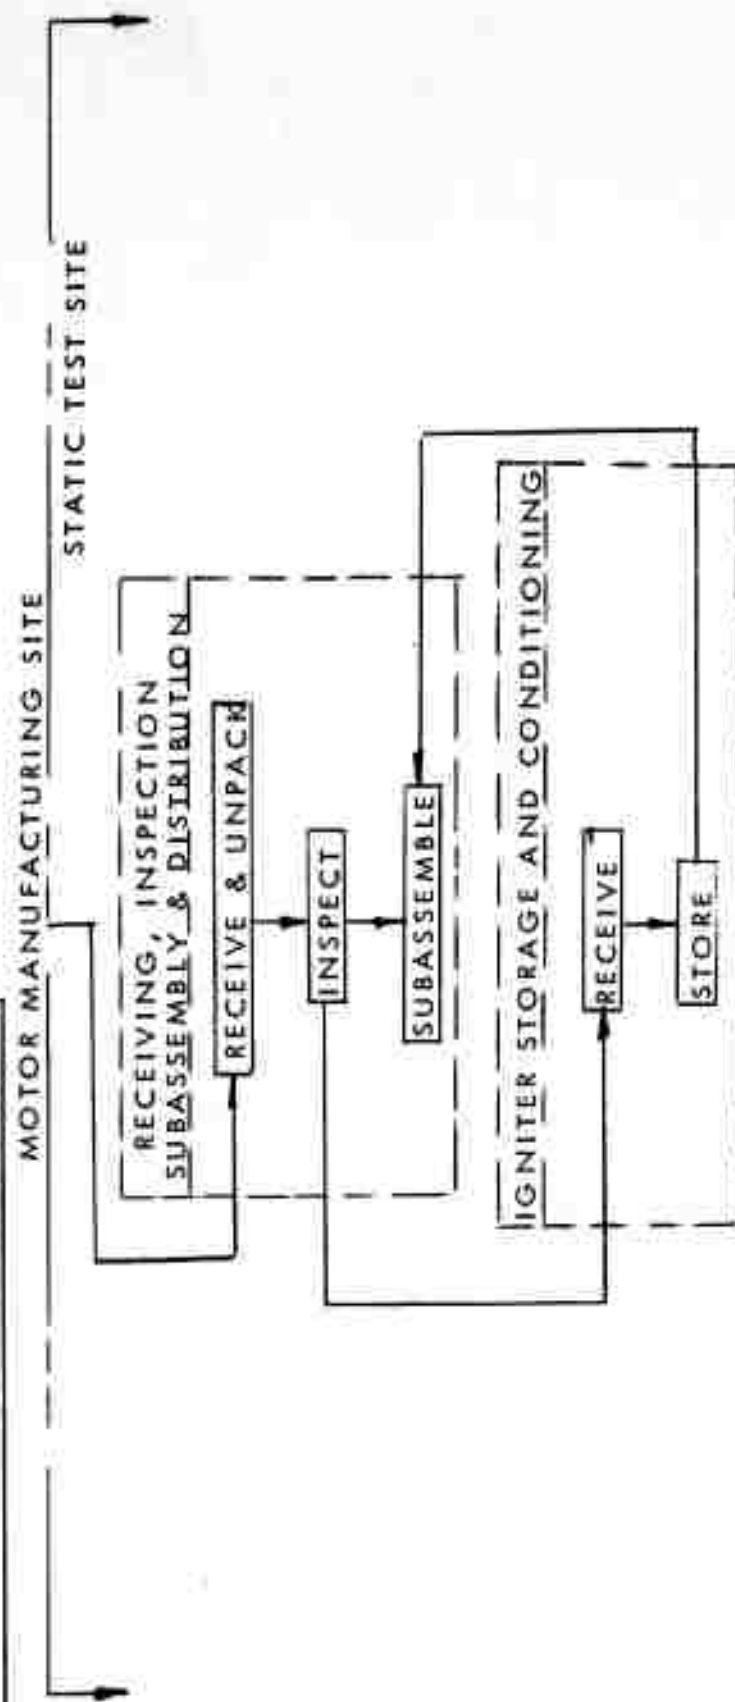 MOTOR MANUFACTURING SITE
STATIC TEST SITE
RECEIVING, INSPECTION
SUBASSEMBLY & DISTRIBUTION
RECEIVE & UNPACK
INSPECT
SUBASSEMBLE
IGNITER STORAGE AND CONDITIONING
RECEIVE
STORE